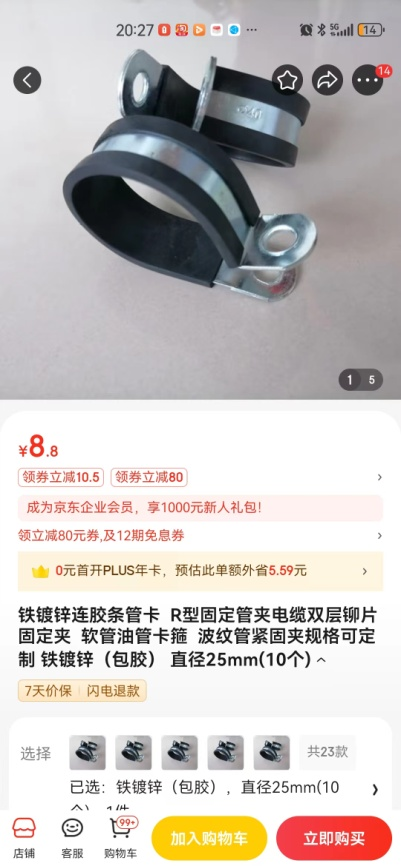 20:27
5G
14
14
1 5
¥8.8
领券立减10.5 领券立减80
成为京东企业会员，享1000元新人礼包！
领立减80元券,及12期免息券
0元首开PLUS年卡，预估此单额外省5.59元
铁镀锌连胶条管卡 R型固定管夹电缆双层铆片
固定夹 软管油管卡箍 波纹管紧固夹规格可定
制 铁镀锌（包胶） 直径25mm(10个)
7天价保 闪电退款
选择 共23款
已选：铁镀锌（包胶），直径25mm(10
个)，1件
99+
店铺 客服 购物车 加入购物车 立即购买